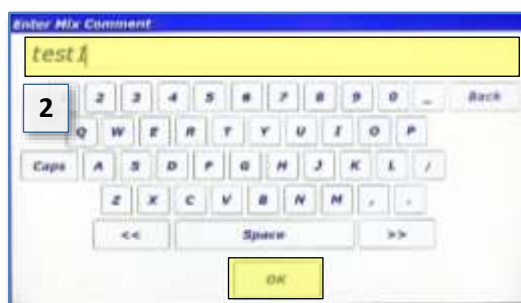 Enter Mix Comment
test1
2
2 3 4 5 6 7 8 9 0 _ Back
Q W E R T Y U I O P
Caps A S D F G H J K L /
Z X C V B N M , .
<< Space >>
OK